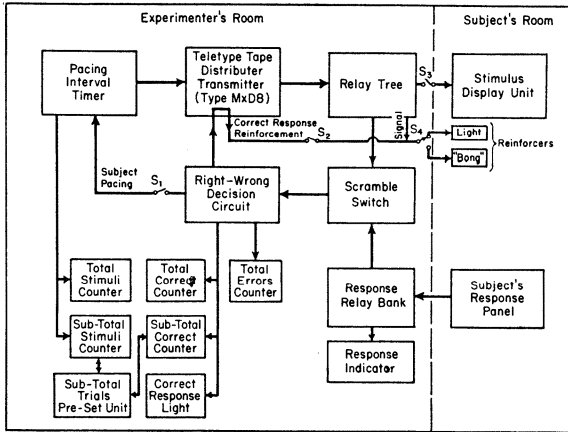 Experimenter's Room
Subject's Room
Pacing
Interval
Timer
Teletype Tape
Distributer
Transmitter
(Type MxD8)
Relay Tree
S3
Stimulus
Display Unit
Correct Response
Reinforcement
S2
Signal
S4
Light
"Bong"
Reinforcers
Subject
Pacing
S1
Right-Wrong
Decision
Circuit
Scramble
Switch
Total
Stimuli
Counter
Total
Correct
Counter
Total
Errors
Counter
Response
Relay Bank
Subject's
Response
Panel
Sub-Total
Stimuli
Counter
Sub-Total
Correct
Counter
Response
Indicator
Sub-Total
Trials
Pre-Set Unit
Correct
Response
Light